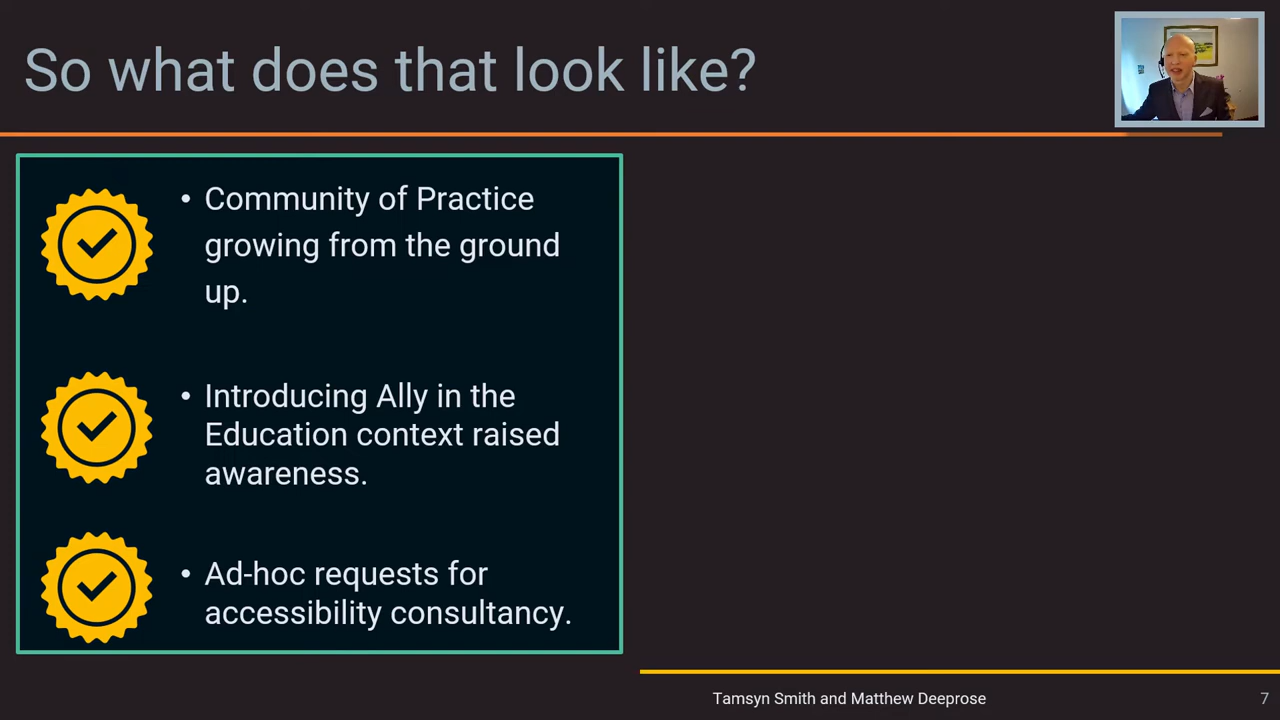 So what does that look like?
• Community of Practice
growing from the ground
up.
• Introducing Ally in the
Education context raised
awareness.
• Ad-hoc requests for
accessibility consultancy.
Tamsyn Smith and Matthew Deeprose
7